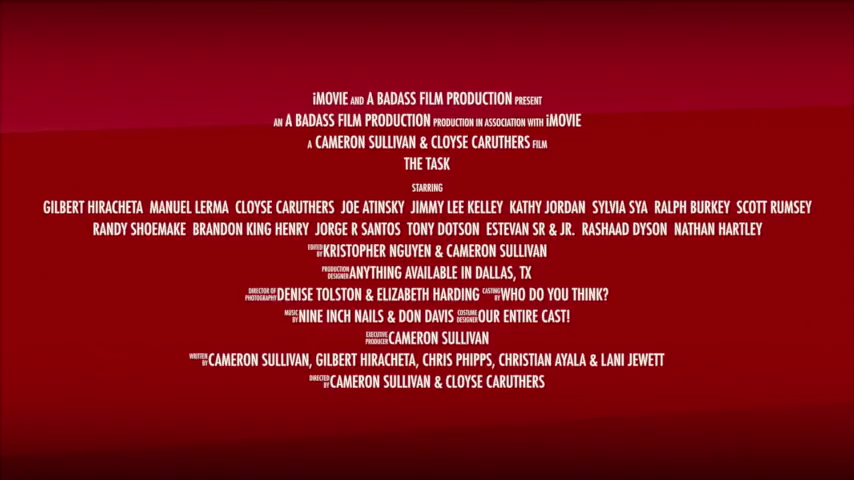 iMOVIE AND A BADASS FILM PRODUCTION PRESENT
AN A BADASS FILM PRODUCTION PRODUCTION IN ASSOCIATION WITH iMOVIE
A CAMERON SULLIVAN & CLOYSE CARUTHERS FILM
THE TASK
STARRING
GILBERT HIRACHETA MANUEL LERMA CLOYSE CARUTHERS JOE ATINSKY JIMMY LEE KELLEY KATHY JORDAN SYLVIA SYA RALPH BURKEY SCOTT RUMSEY
RANDY SHOEMAKE BRANDON KING HENRY JORGE R SANTOS TONY DOTSON ESTEVAN SR & JR. RASHAAD DYSON NATHAN HARTLEY
EDITED BY KRISTOPHER NGUYEN & CAMERON SULLIVAN
PRODUCTION DESIGNER ANYTHING AVAILABLE IN DALLAS, TX
DIRECTOR OF PHOTOGRAPHY DENISE TOLSTON & ELIZABETH HARDING CASTING BY WHO DO YOU THINK?
MUSIC BY NINE INCH NAILS & DON DAVIS COSTUME DESIGNER OUR ENTIRE CAST!
EXECUTIVE PRODUCER CAMERON SULLIVAN
WRITTEN BY CAMERON SULLIVAN, GILBERT HIRACHETA, CHRIS PHIPPS, CHRISTIAN AYALA & LANI JEWETT
DIRECTED BY CAMERON SULLIVAN & CLOYSE CARUTHERS